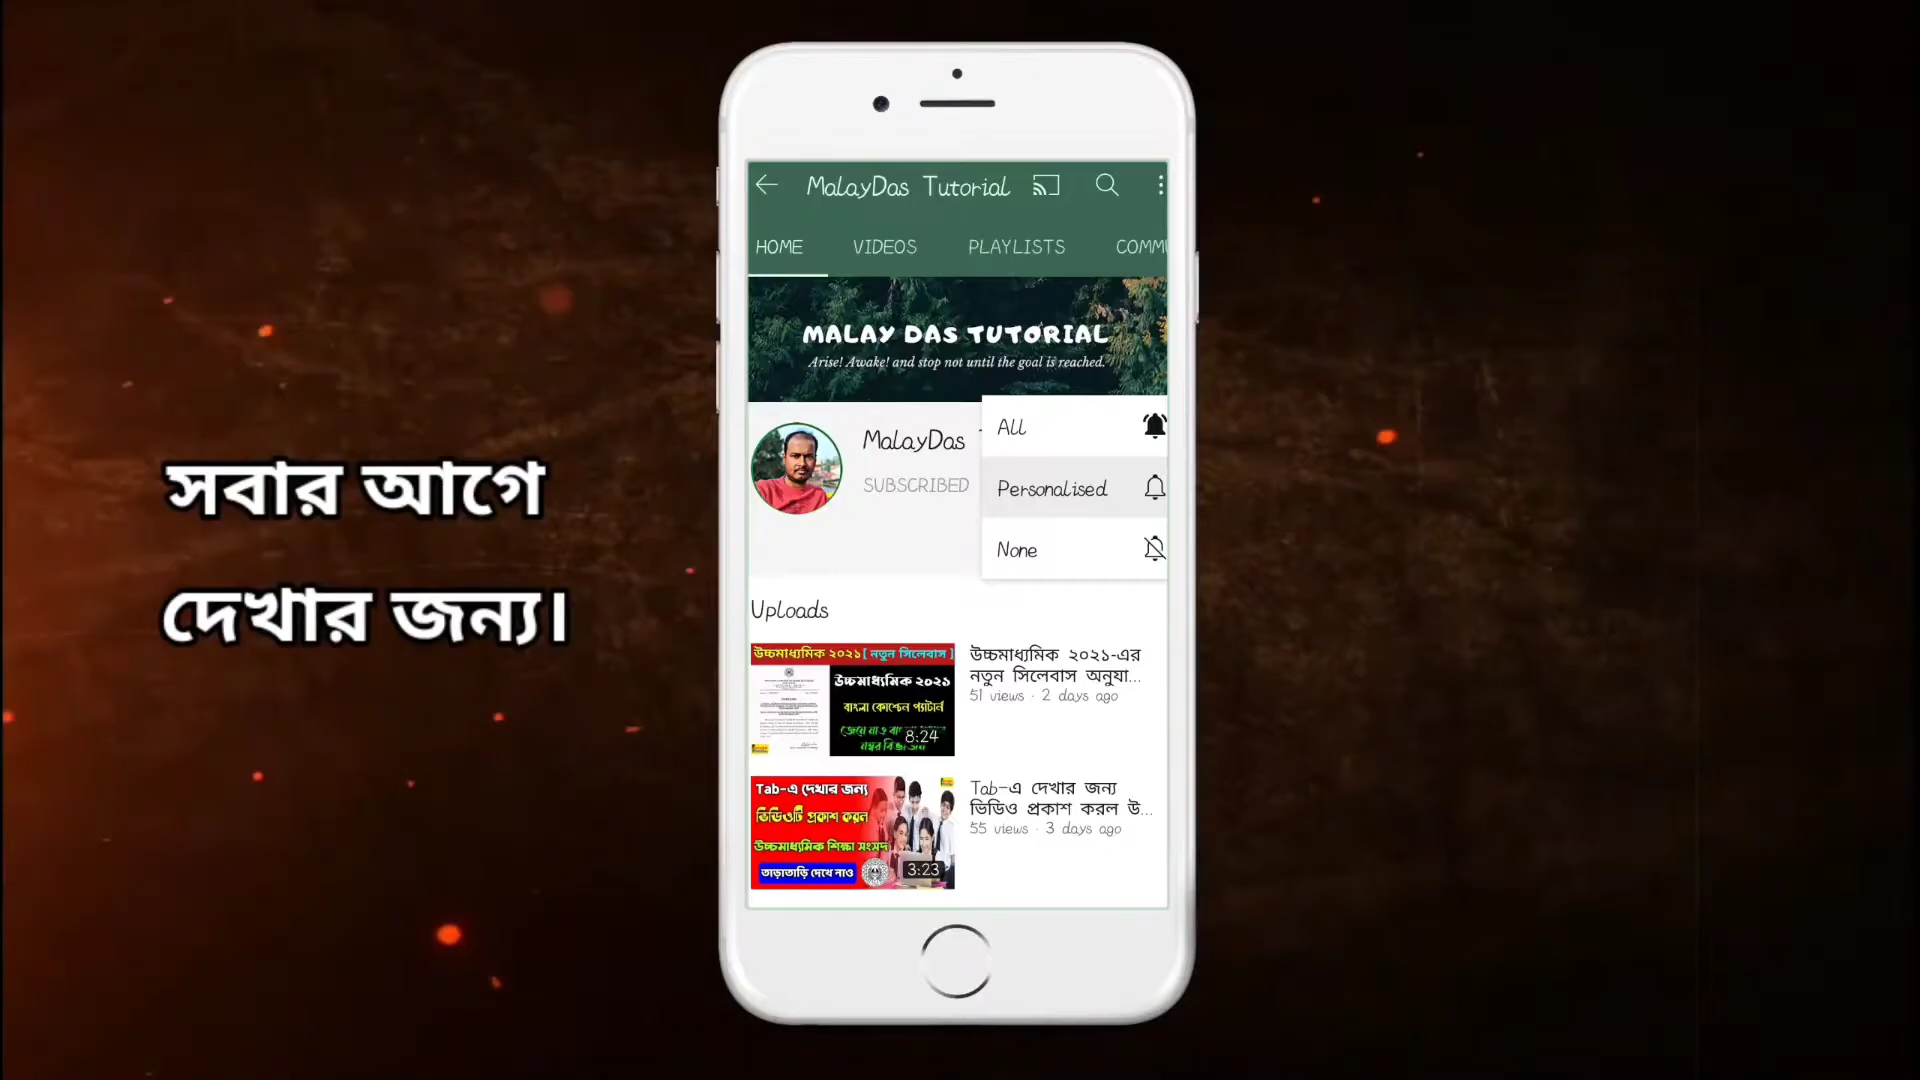 সবার আগে
দেখার জন্য।
MalayDas Tutorial
HOME VIDEOS PLAYLISTS COMMU
MALAY DAS TUTORIAL
Arise! Awake! and stop not until the goal is reached.
MalayDas
SUBSCRIBED
All
Personalised
None
Uploads
উচ্চমাধ্যমিক ২০২১ [ নতুন সিলেবাস ]
উচ্চমাধ্যমিক ২০২১
বাংলা কোশ্চেন প্যাটার্ন
জেনে নাও
8:24
উচ্চমাধ্যমিক ২০২১-এর
নতুন সিলেবাস অনুযা...
51 views · 2 days ago
Tab-এ দেখার জন্য
ভিডিওটি প্রকাশ করল
উচ্চমাধ্যমিক শিক্ষা সংসদ
তাড়াতাড়ি দেখে নাও
3:23
Tab-এ দেখার জন্য
ভিডিও প্রকাশ করল উ...
55 views · 3 days ago